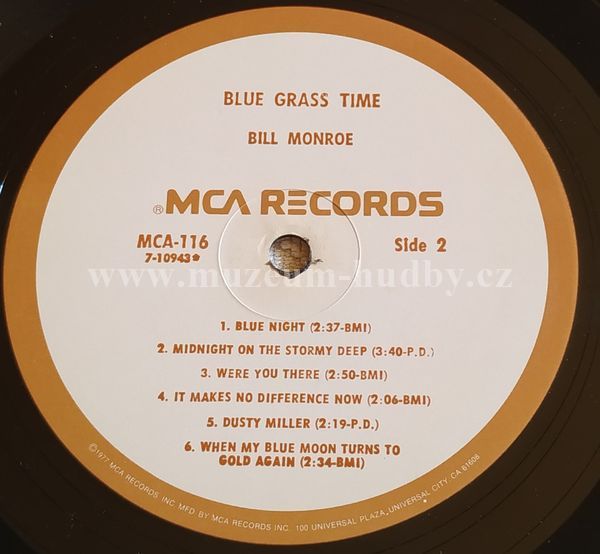 BLUE GRASS TIME
BILL MONROE
®MCA RECORDS
MCA-116
7-10943*
Side 2
www.muzeum-hudby.cz
1. BLUE NIGHT (2:37-BMI)
2. MIDNIGHT ON THE STORMY DEEP (3:40-P.D.)
3. WERE YOU THERE (2:50-BMI)
4. IT MAKES NO DIFFERENCE NOW (2:06-BMI)
5. DUSTY MILLER (2:19-P.D.)
6. WHEN MY BLUE MOON TURNS TO
GOLD AGAIN (2:34-BMI)
©1977 MCA RECORDS INC. MFD BY MCA RECORDS INC. 100 UNIVERSAL PLAZA, UNIVERSAL CITY, CA 61608